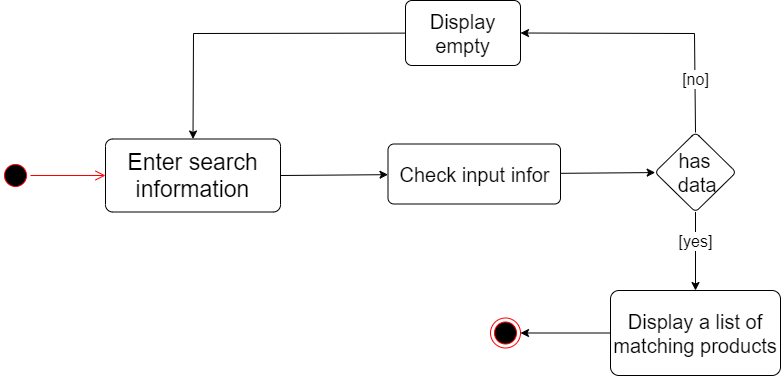 Display
empty
[no]
Enter search
information
Check input infor
has
data
[yes]
Display a list of
matching products